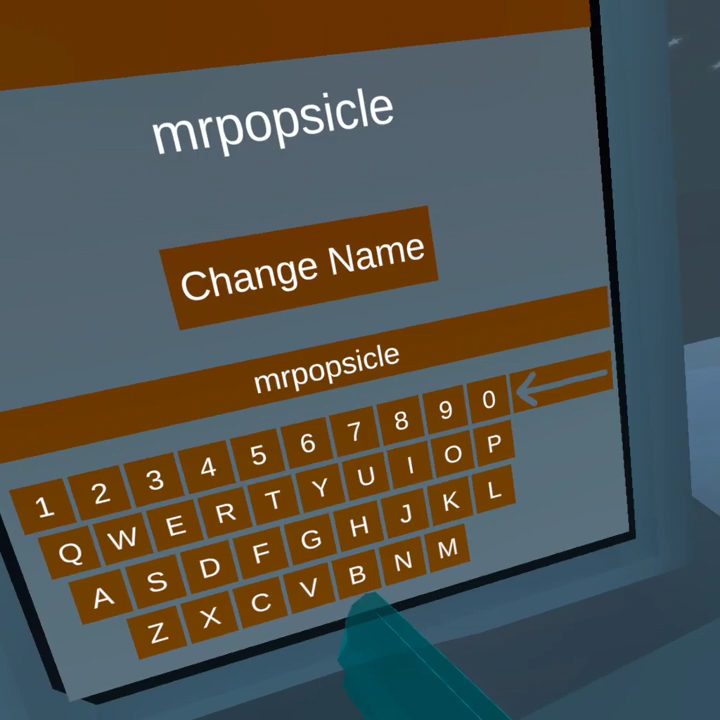 mrpopsicle
Change Name
mrpopsicle
1 2 3 4 5 6 7 8 9 0
Q W E R T Y U I O P
A S D F G H J K L
Z X C V B N M